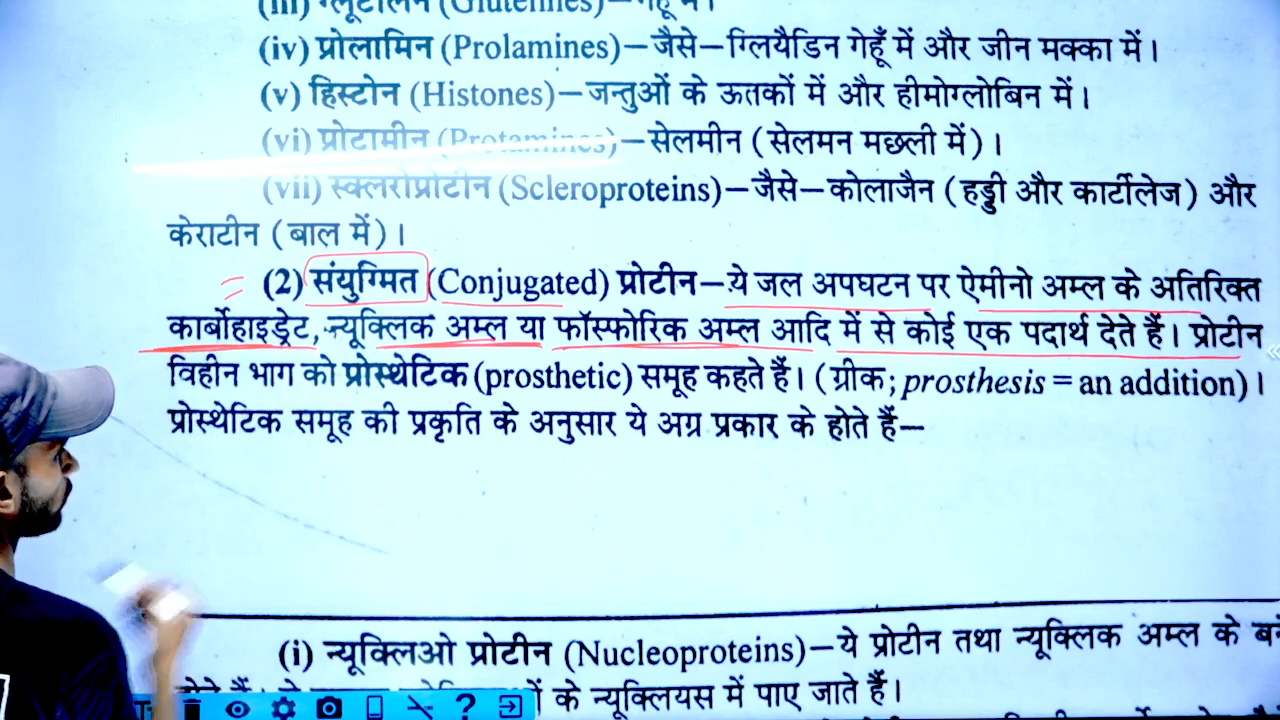 (iii) ग्लूटेलिन (Glutelines)—गेहूँ में।
(iv) प्रोलामिन (Prolamines)—जैसे—ग्लियैडिन गेहूँ में और जीन मक्का में।
(v) हिस्टोन (Histones)—जन्तुओं के ऊतकों में और हीमोग्लोबिन में।
(vi) प्रोटामीन (Protamines)—सेलमीन (सेलमन मछली में)।
(vii) स्क्लेरोप्रोटीन (Scleroproteins)—जैसे—कोलाजैन (हड्डी और कार्टीलेज) और
केराटीन (बाल में)।
(2) संयुग्मित (Conjugated) प्रोटीन—ये जल अपघटन पर ऐमीनो अम्ल के अतिरिक्त
कार्बोहाइड्रेट, न्यूक्लिक अम्ल या फॉस्फोरिक अम्ल आदि में से कोई एक पदार्थ देते हैं। प्रोटीन
विहीन भाग को प्रोस्थेटिक (prosthetic) समूह कहते हैं। (ग्रीक; prosthesis = an addition)।
प्रोस्थेटिक समूह की प्रकृति के अनुसार ये अग्र प्रकार के होते हैं—
(i) न्यूक्लिओ प्रोटीन (Nucleoproteins)—ये प्रोटीन तथा न्यूक्लिक अम्ल के
के न्यूक्लियस में पाए जाते हैं।